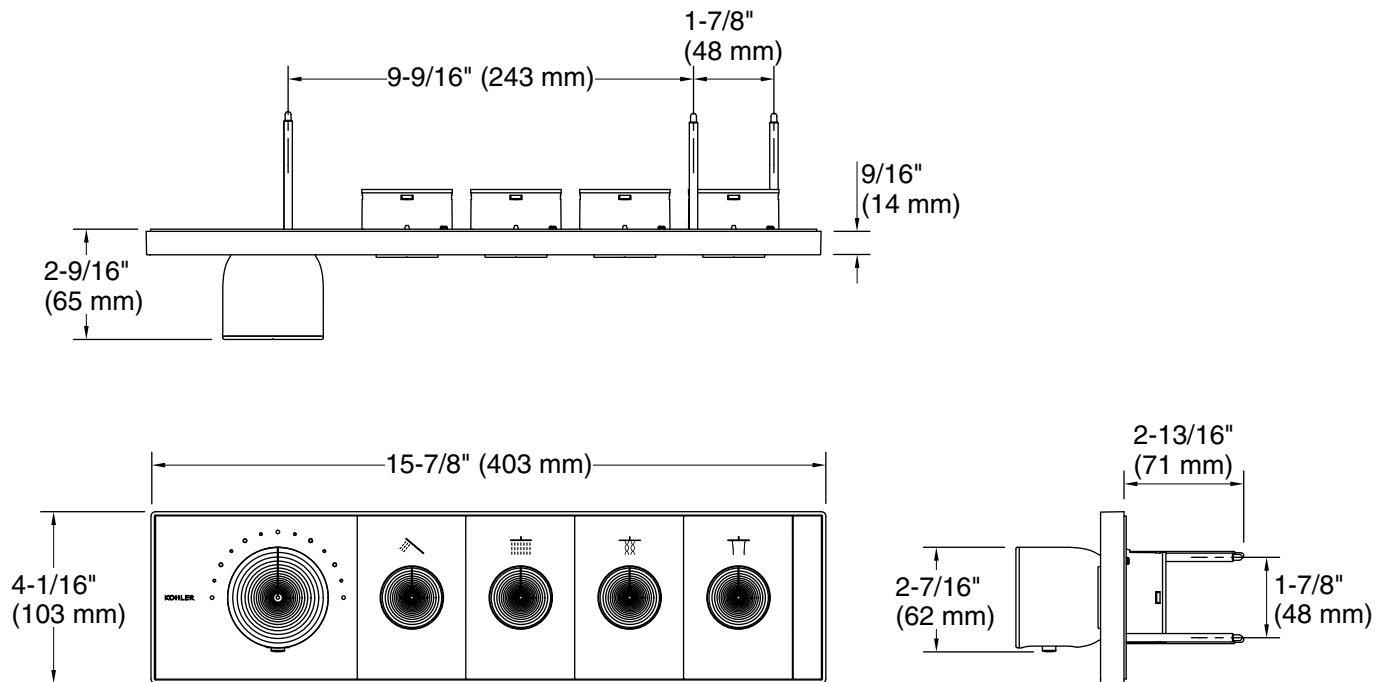 1-7/8"
(48 mm)
9-9/16" (243 mm)
9/16"
(14 mm)
2-9/16"
(65 mm)
15-7/8" (403 mm)
2-13/16"
(71 mm)
4-1/16"
(103 mm)
KOHLER
2-7/16"
(62 mm)
1-7/8"
(48 mm)